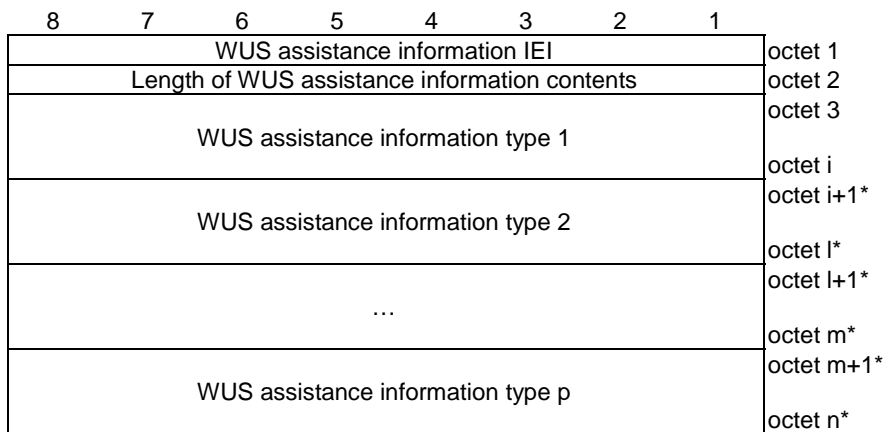 8 7 6 5 4 3 2 1
WUS assistance information IEI octet 1
Length of WUS assistance information contents octet 2
octet 3
WUS assistance information type 1
octet i
octet i+1*
WUS assistance information type 2
octet l*
octet l+1*
…
octet m*
octet m+1*
WUS assistance information type p
octet n*